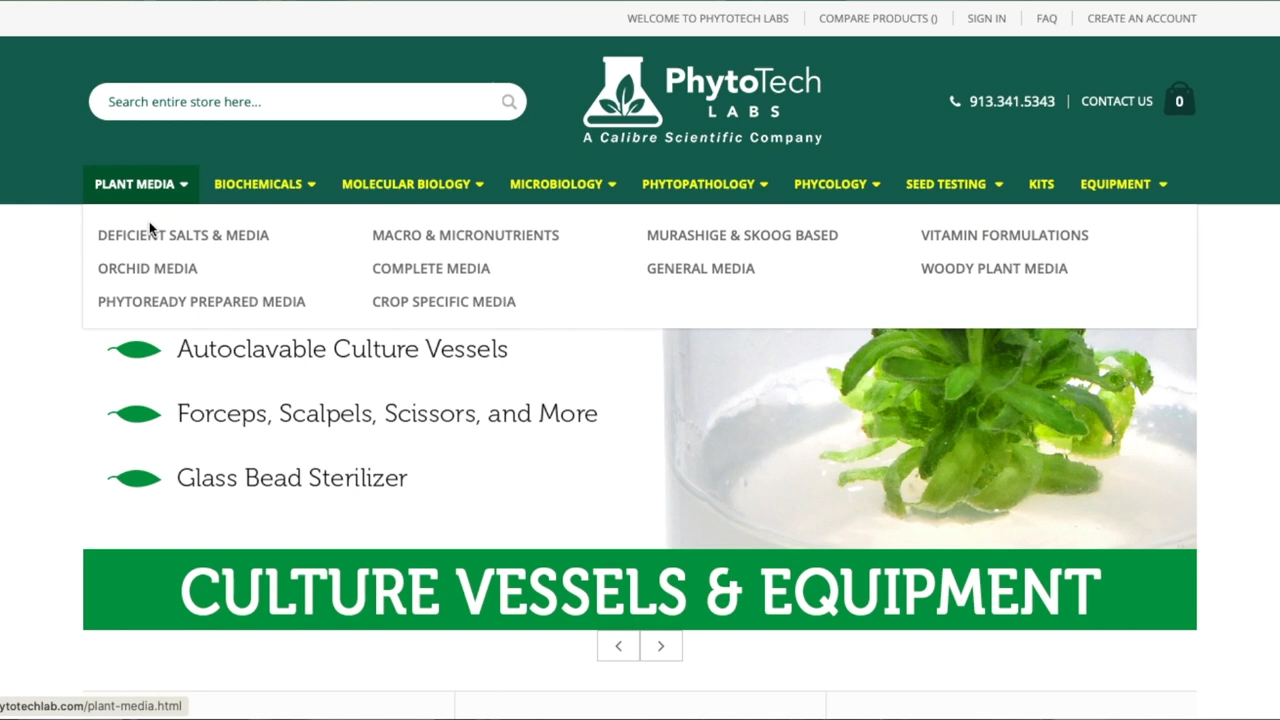 WELCOME TO PHYTOTECH LABS COMPARE PRODUCTS () SIGN IN FAQ CREATE AN ACCOUNT
Search entire store here...
PhytoTech
LABS
A Calibre Scientific Company
913.341.5343 CONTACT US 0
PLANT MEDIA BIOCHEMICALS MOLECULAR BIOLOGY MICROBIOLOGY PHYTOPATHOLOGY PHYCOLOGY SEED TESTING KITS EQUIPMENT
DEFICIENT SALTS & MEDIA MACRO & MICRONUTRIENTS MURASHIGE & SKOOG BASED VITAMIN FORMULATIONS
ORCHID MEDIA COMPLETE MEDIA GENERAL MEDIA WOODY PLANT MEDIA
PHYTOREADY PREPARED MEDIA CROP SPECIFIC MEDIA
Autoclavable Culture Vessels
Forceps, Scalpels, Scissors, and More
Glass Bead Sterilizer
CULTURE VESSELS & EQUIPMENT
ytotechlab.com/plant-media.html